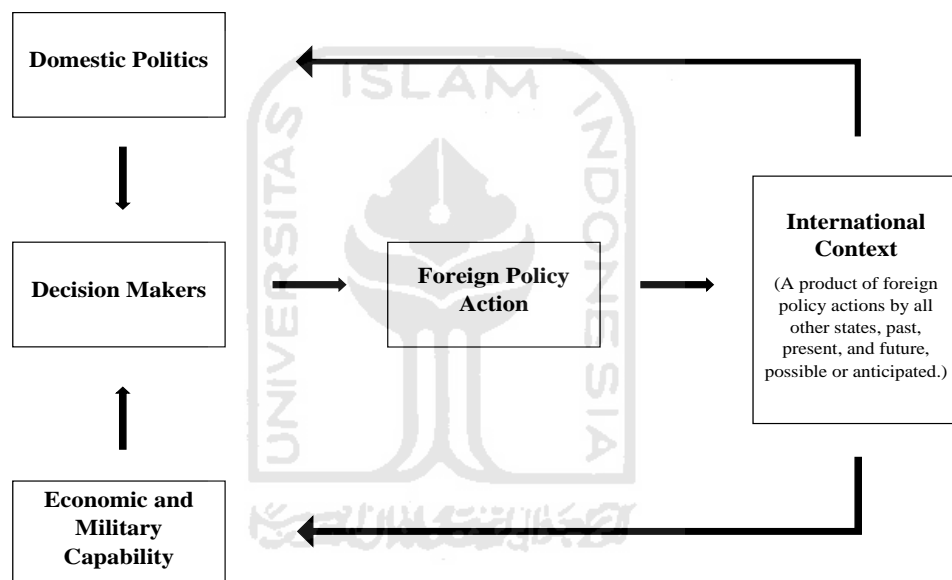 Domestic Politics
Decision Makers
Economic and
Military
Capability
Foreign Policy
Action
International
Context
(A product of foreign
policy actions by all
other states, past,
present, and future,
possible or anticipated.)
UNIVERSITAS
ISLAM
INDONESIA